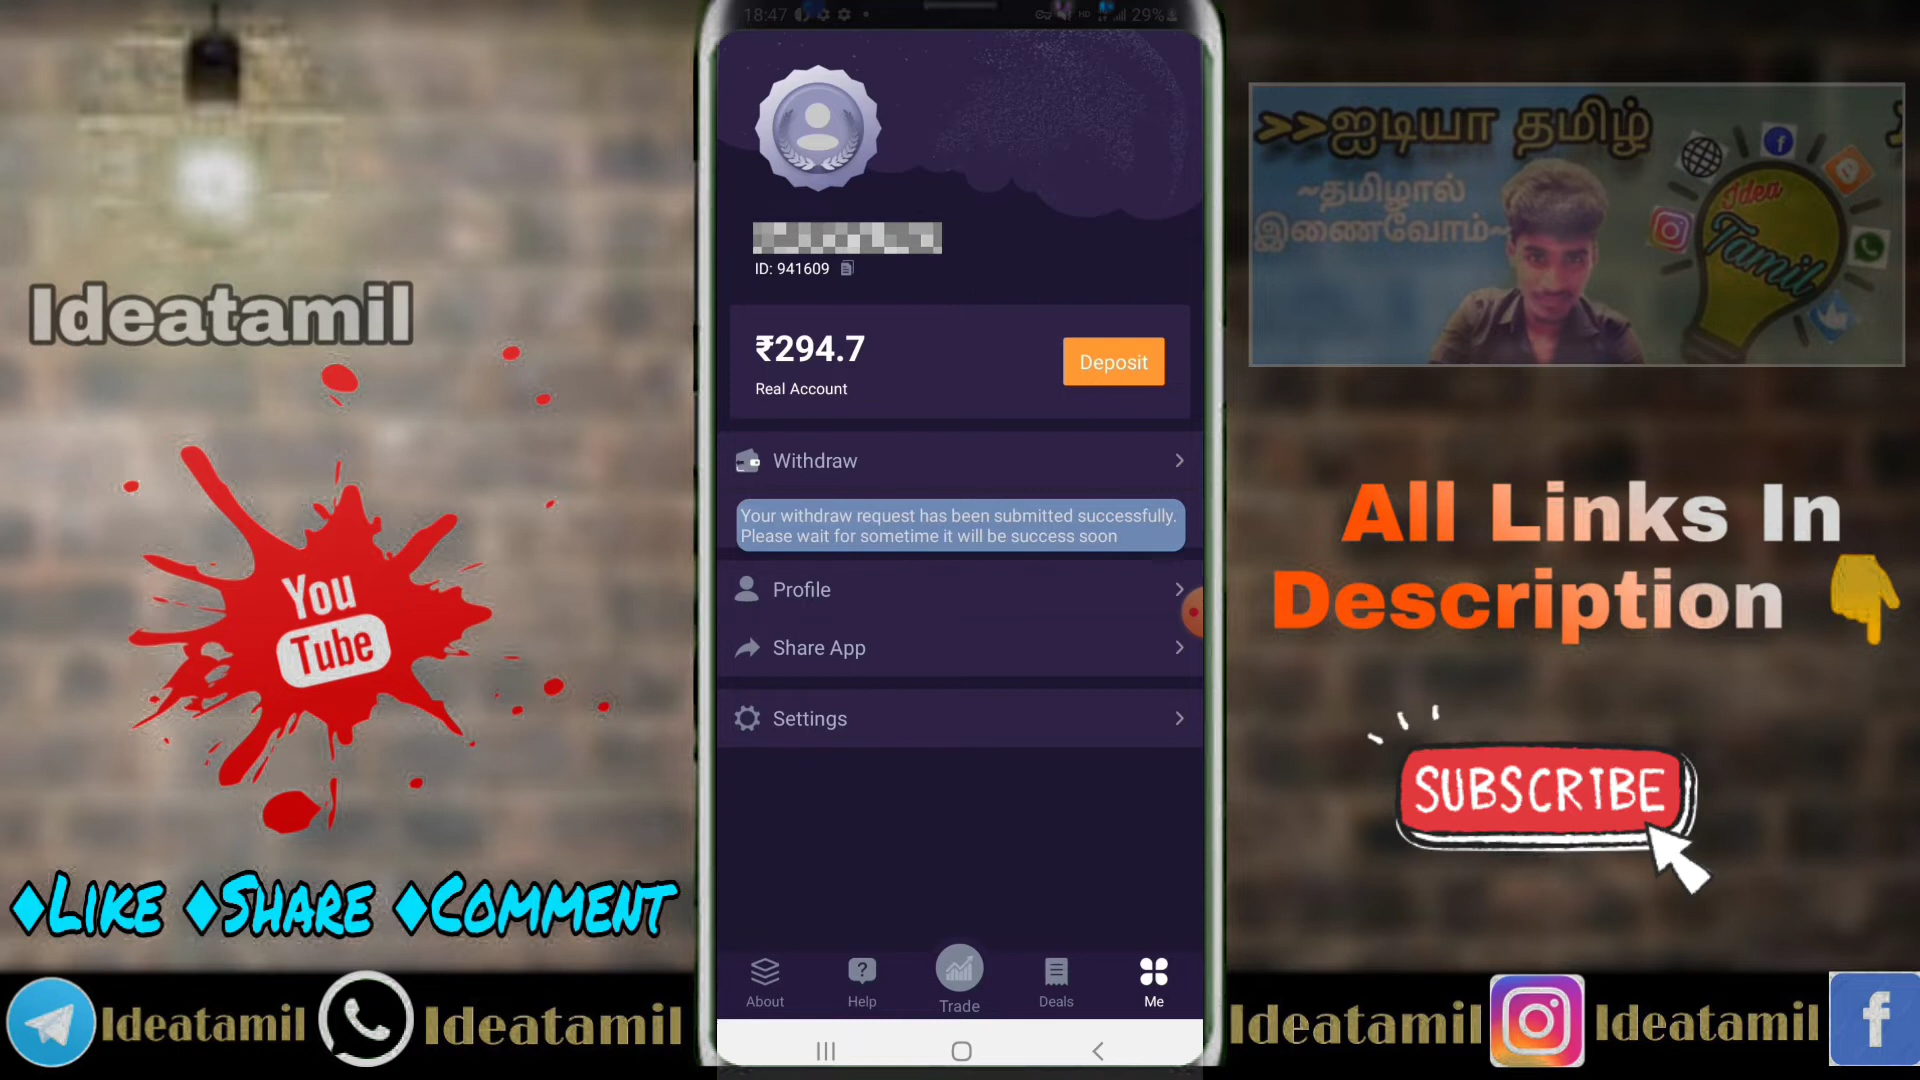 18:47
HD
29%
>>ஐடியா தமிழ்
~தமிழால்
இணைவோம்~
Idea
Tamil
Ideatamil
ID: 941609
₹294.7
Real Account
Deposit
Withdraw
Your withdraw request has been submitted successfully.
Please wait for sometime it will be success soon
Profile
Share App
Settings
You
Tube
All Links In
Description
SUBSCRIBE
♦LIKE ♦SHARE ♦COMMENT
About
Help
Trade
Deals
Me
Ideatamil
Ideatamil
Ideatamil
Ideatamil